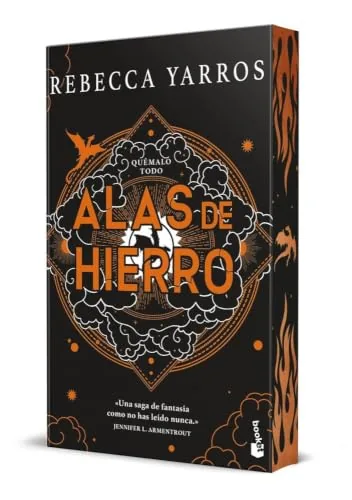 REBECCA YARROS
QUÉMALO
TODO
ALAS DE
HIERRO
«Una saga de fantasía
como no has leído nunca.»
JENNIFER L. ARMENTROUT
booket